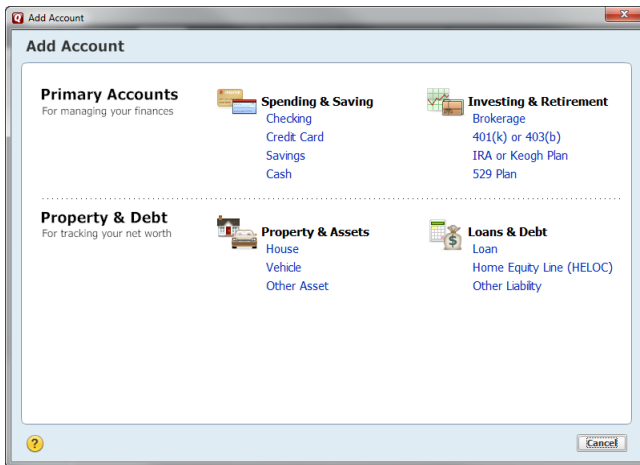 Add Account
Add Account
Primary Accounts
For managing your finances
Spending & Saving
Checking
Credit Card
Savings
Cash
Investing & Retirement
Brokerage
401(k) or 403(b)
IRA or Keogh Plan
529 Plan
Property & Debt
For tracking your net worth
Property & Assets
House
Vehicle
Other Asset
Loans & Debt
Loan
Home Equity Line (HELOC)
Other Liability
?
Cancel